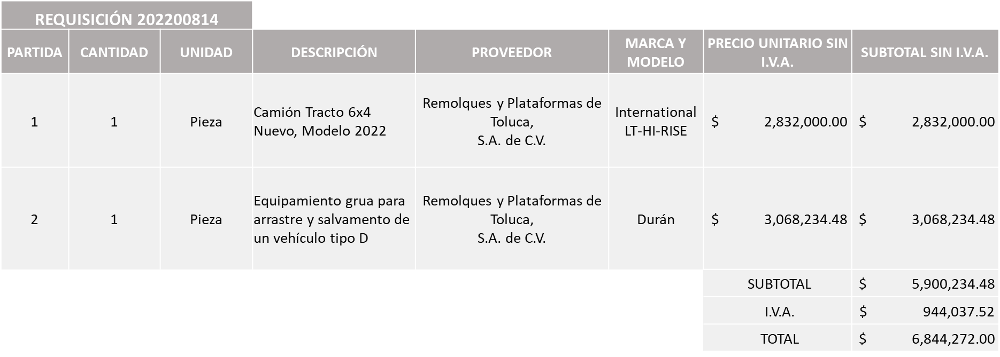 REQUISICIÓN 202200814
PARTIDA CANTIDAD UNIDAD DESCRIPCIÓN PROVEEDOR MARCA Y MODELO PRECIO UNITARIO SIN I.V.A. SUBTOTAL SIN I.V.A.
1 1 Pieza
Camión Tracto 6x4
Nuevo, Modelo 2022
Remolques y Plataformas de
Toluca,
S.A. de C.V.
International
LT-HI-RISE
$ 2,832,000.00 $ 2,832,000.00
2 1 Pieza
Equipamiento grua para
arrastre y salvamento de
un vehículo tipo D
Remolques y Plataformas de
Toluca,
S.A. de C.V.
Durán
$ 3,068,234.48 $ 3,068,234.48
SUBTOTAL $ 5,900,234.48
I.V.A. $ 944,037.52
TOTAL $ 6,844,272.00